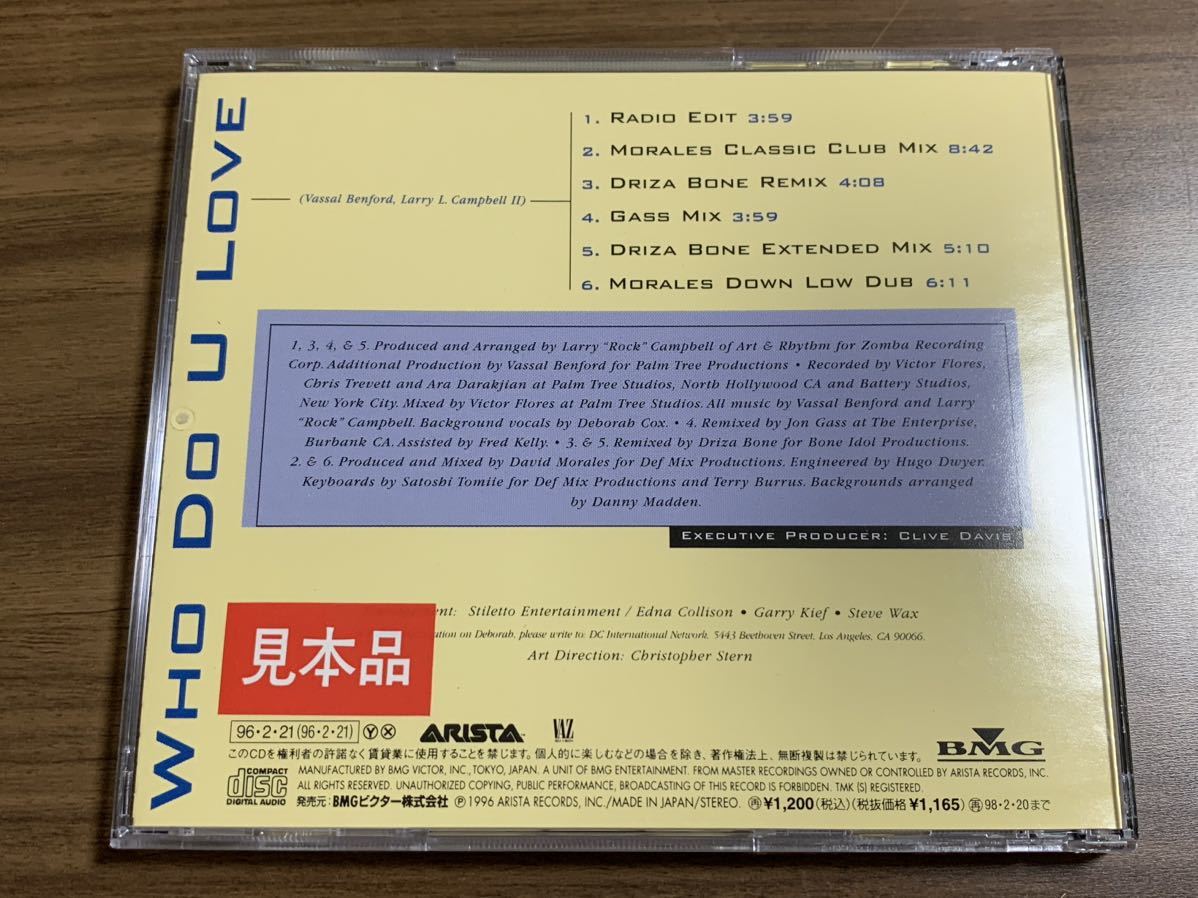 WHO DO U LOVE
(Vassal Benford, Larry L. Campbell II)
1. RADIO EDIT 3:59
2. MORALES CLASSIC CLUB MIX 8:42
3. DRIZA BONE REMIX 4:08
4. GASS MIX 3:59
5. DRIZA BONE EXTENDED MIX 5:10
6. MORALES DOWN LOW DUB 6:11
1, 3, 4, & 5. Produced and Arranged by Larry "Rock" Campbell of Art & Rhythm for Zomba Recording
Corp. Additional Production by Vassal Benford for Palm Tree Productions • Recorded by Victor Flores,
Chris Trevett and Ara Darakjian at Palm Tree Studios, North Hollywood CA and Battery Studios,
New York City. Mixed by Victor Flores at Palm Tree Studios. All music by Vassal Benford and Larry
"Rock" Campbell. Background vocals by Deborah Cox. • 4. Remixed by Jon Gass at The Enterprise,
Burbank CA. Assisted by Fred Kelly. • 3. & 5. Remixed by Driza Bone for Bone Idol Productions.
2. & 6. Produced and Mixed by David Morales for Def Mix Productions. Engineered by Hugo Dwyer.
Keyboards by Satoshi Tomiie for Def Mix Productions and Terry Burrus. Backgrounds arranged
by Danny Madden.
EXECUTIVE PRODUCER: CLIVE DAVIS
ent: Stiletto Entertainment / Edna Collison • Garry Kief • Steve Wax
ation on Deborah, please write to: DC International Network, 5443 Beethoven Street, Los Angeles, CA 90066.
Art Direction: Christopher Stern
見本品
96・2・21(96・2・21) Ⓨ Ⓧ ARISTA VAZ
このCDを権利者の許諾なく賃貸業に使用することを禁じます。個人的に楽しむなどの場合を除き、著作権法上、無断複製は禁じられています。
BMG
COMPACT disc DIGITAL AUDIO
MANUFACTURED BY BMG VICTOR, INC., TOKYO, JAPAN. A UNIT OF BMG ENTERTAINMENT. FROM MASTER RECORDINGS OWNED OR CONTROLLED BY ARISTA RECORDS, INC.
ALL RIGHTS RESERVED. UNAUTHORIZED COPYING, PUBLIC PERFORMANCE, BROADCASTING OF THIS RECORD IS FORBIDDEN. TMK (S) REGISTERED.
発売元:BMGビクター株式会社 Ⓟ 1996 ARISTA RECORDS, INC./MADE IN JAPAN/STEREO. ㊢¥1,200(税込)(税抜価格¥1,165) ㊢98・2・20まで